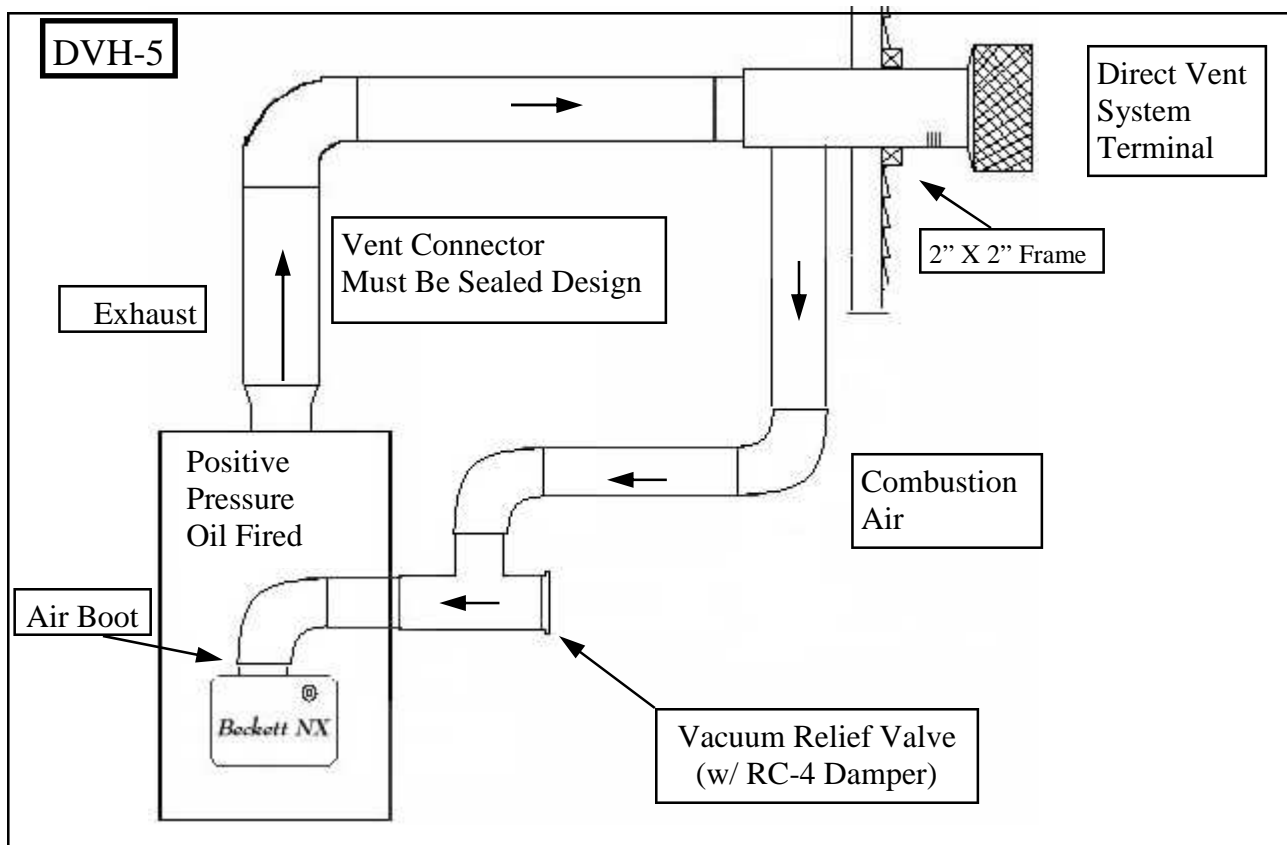 DVH-5
Direct Vent
System
Terminal
2” X 2” Frame
Vent Connector
Must Be Sealed Design
Exhaust
Positive
Pressure
Oil Fired
Combustion
Air
Air Boot
Beckett NX
Vacuum Relief Valve
(w/ RC-4 Damper)